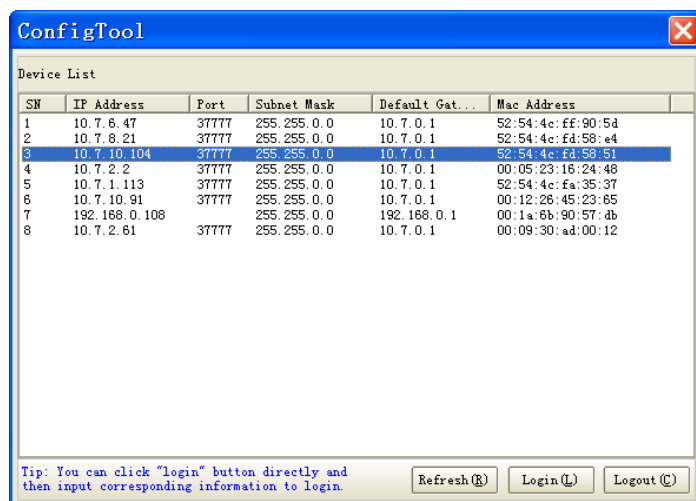 ConfigTool
Device List
SN IP Address Port Subnet Mask Default Gat... Mac Address
1 10.7.6.47 37777 255.255.0.0 10.7.0.1 52:54:4c:ff:90:5d
2 10.7.8.21 37777 255.255.0.0 10.7.0.1 52:54:4c:fd:58:e4
3 10.7.10.104 37777 255.255.0.0 10.7.0.1 52:54:4c:fd:58:51
4 10.7.2.2 37777 255.255.0.0 10.7.0.1 00:05:23:16:24:48
5 10.7.1.113 37777 255.255.0.0 10.7.0.1 52:54:4c:fa:35:37
6 10.7.10.91 37777 255.255.0.0 10.7.0.1 00:12:26:45:23:65
7 192.168.0.108 255.255.0.0 192.168.0.1 00:1a:6b:90:57:db
8 10.7.2.61 37777 255.255.0.0 10.7.0.1 00:09:30:ad:00:12
Tip: You can click "login" button directly and
then input corresponding information to login.
Refresh(R) Login(L) Logout(C)